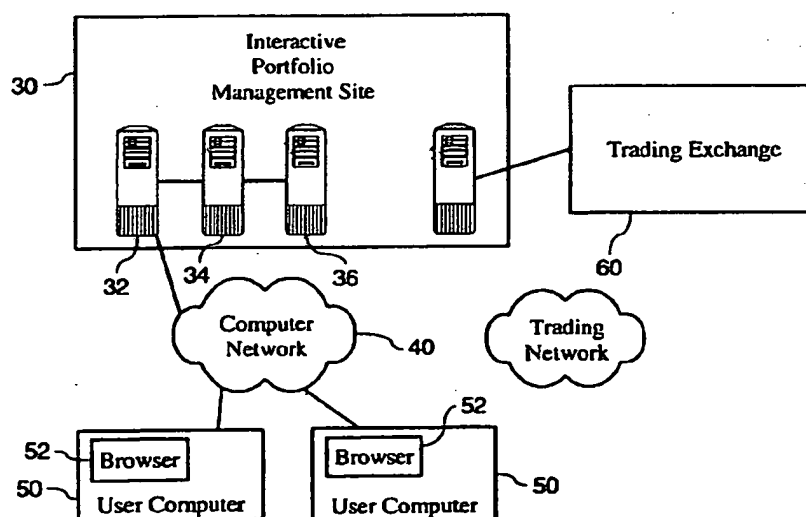 Interactive
Portfolio
Management Site
30
Trading Exchange
32
34
36
60
Computer
Network
40
Trading
Network
52
Browser
50
User Computer
52
Browser
50
User Computer